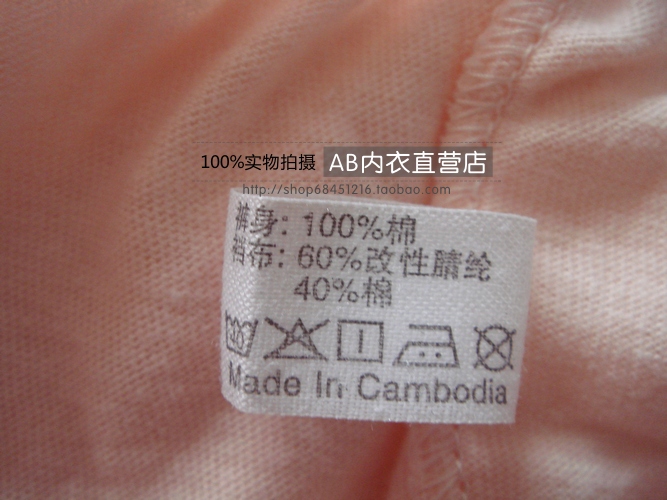 100%实物拍摄 AB内衣直营店
http://shop68451216.taobao.com
裤身: 100%棉
裆布: 60%改性腈纶
40%棉
Made In Cambodia